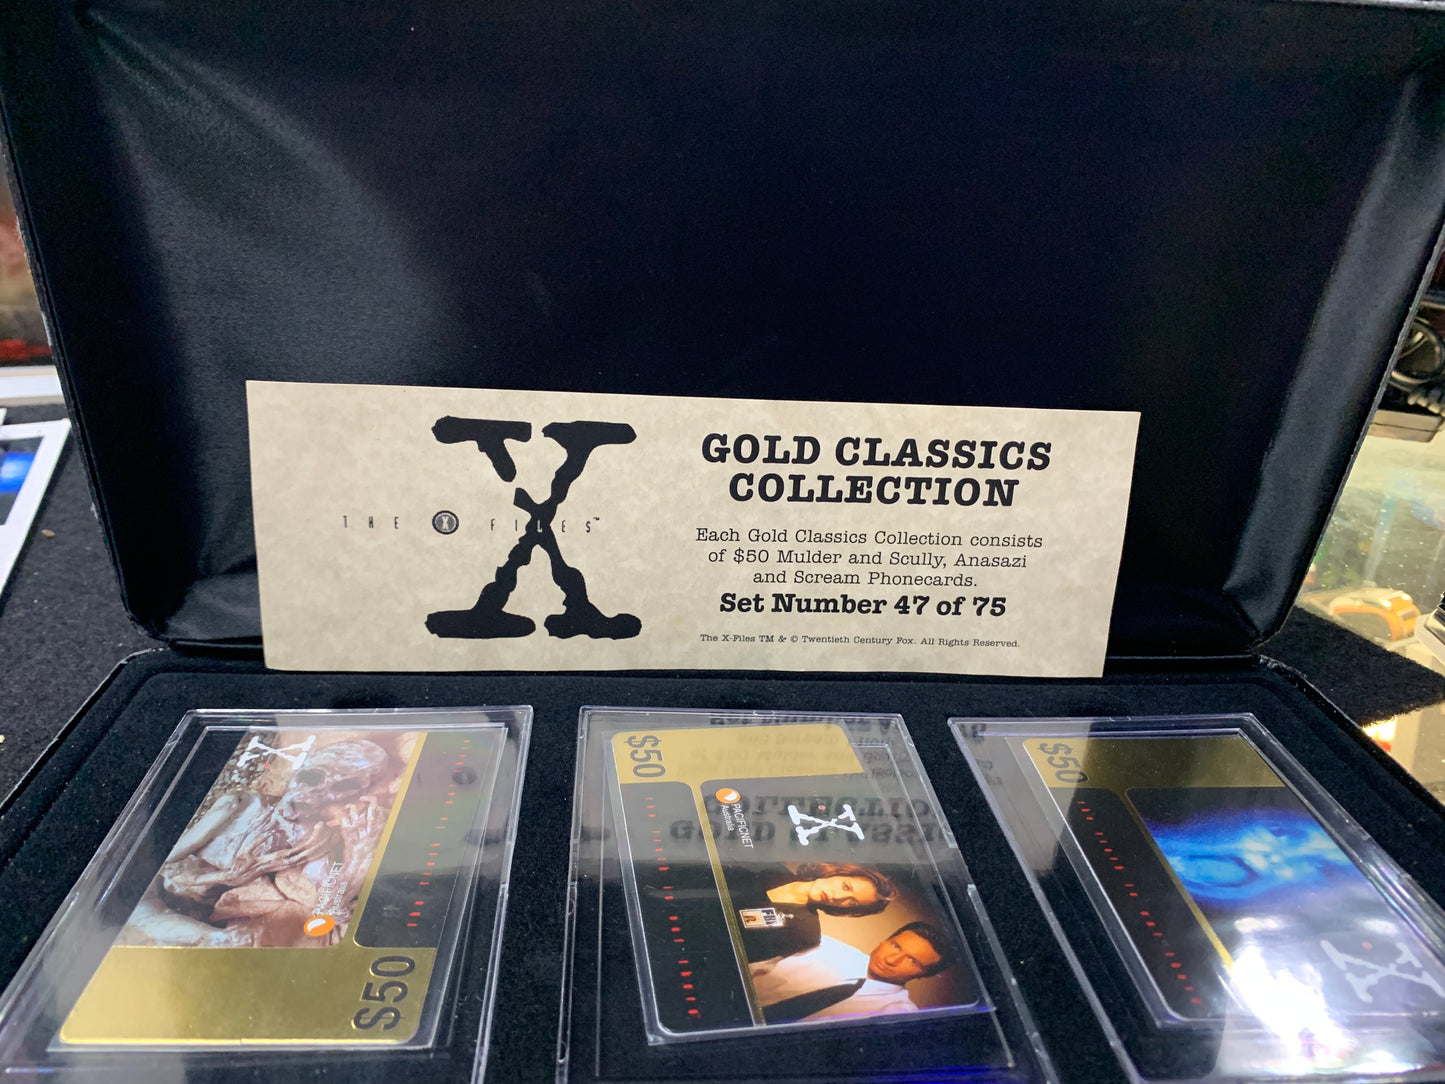 THE X FILES™
X
GOLD CLASSICS
COLLECTION
Each Gold Classics Collection consists
of $50 Mulder and Scully, Anasazi
and Scream Phonecards.
Set Number 47 of 75
The X-Files TM & © Twentieth Century Fox. All Rights Reserved.
X
PACIFICNET
Australia
$50
$50
PACIFICNET
Australia
X
FBI
$50
X